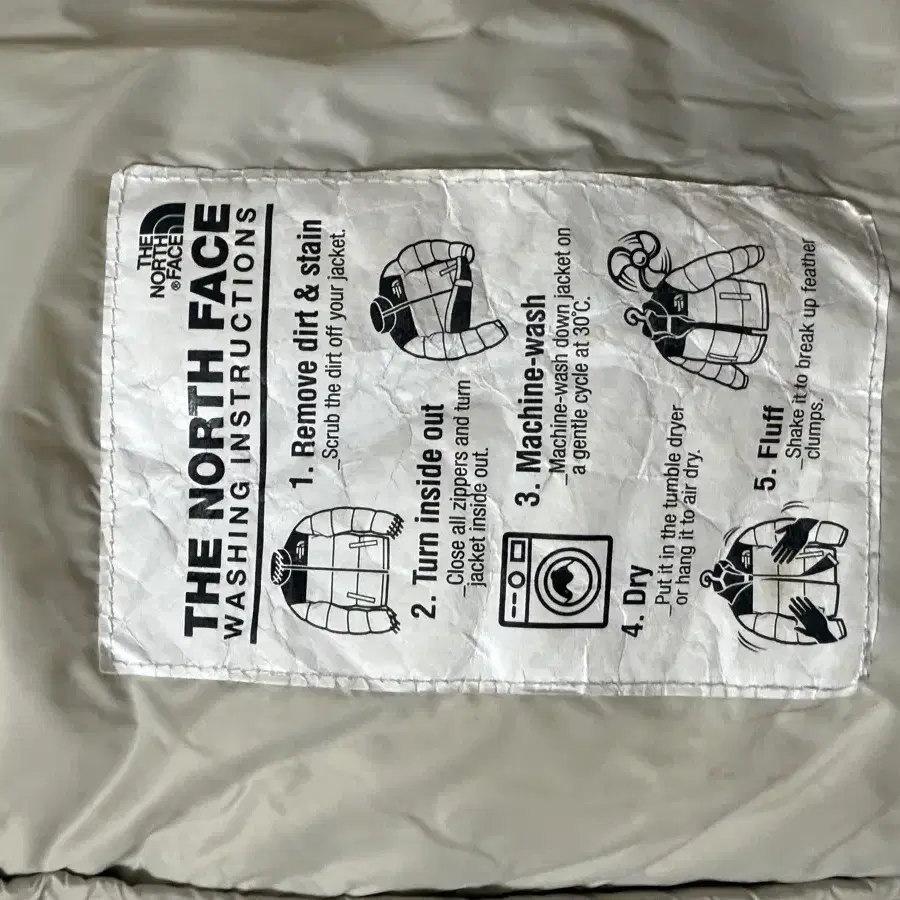 THE
NORTH
®FACE
THE NORTH FACE
WASHING INSTRUCTIONS
1. Remove dirt & stain
_Scrub the dirt off your jacket.
2. Turn inside out
_Close all zippers and turn
jacket inside out.
3. Machine-wash
_Machine-wash down jacket on
a gentle cycle at 30°C.
4. Dry
_Put it in the tumble dryer
or hang it to air dry.
5. Fluff
_Shake it to break up feather
clumps.